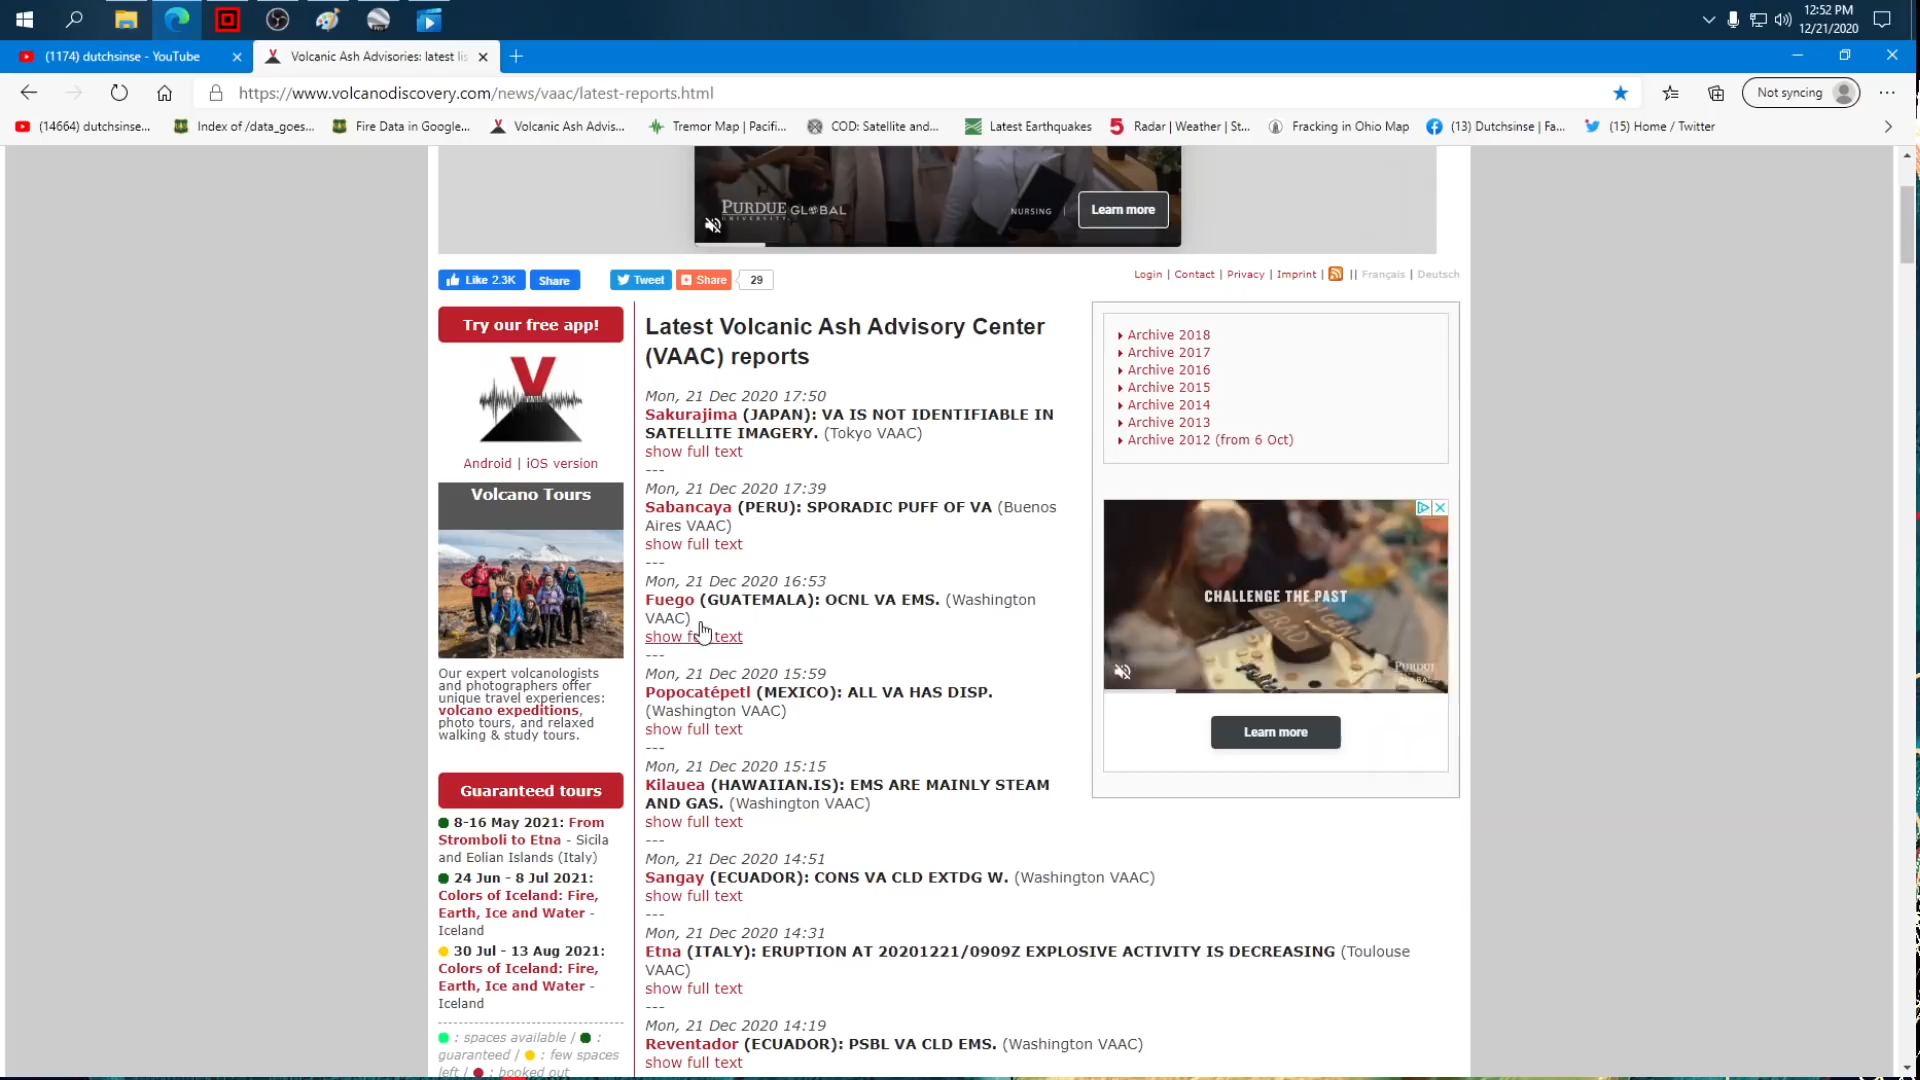 12:52 PM
12/21/2020
(1174) dutchsinse - YouTube
Volcanic Ash Advisories: latest lis
https://www.volcanodiscovery.com/news/vaac/latest-reports.html
Not syncing
(14664) dutchsinse...
Index of /data_goes...
Fire Data in Google...
Volcanic Ash Advis...
Tremor Map | Pacifi...
COD: Satellite and...
Latest Earthquakes
Radar | Weather | St...
Fracking in Ohio Map
(13) Dutchsinse | Fa...
(15) Home / Twitter
PURDUE GLOBAL
UNIVERSITY
NURSING
Learn more
Like 2.3K
Share
Tweet
Share
29
Login | Contact | Privacy | Imprint | || Français | Deutsch
Try our free app!
Android | iOS version
Volcano Tours
Our expert volcanologists
and photographers offer
unique travel experiences:
volcano expeditions,
photo tours, and relaxed
walking & study tours.
Guaranteed tours
8-16 May 2021: From
Stromboli to Etna - Sicila
and Eolian Islands (Italy)
24 Jun - 8 Jul 2021:
Colors of Iceland: Fire,
Earth, Ice and Water -
Iceland
30 Jul - 13 Aug 2021:
Colors of Iceland: Fire,
Earth, Ice and Water -
Iceland
: spaces available / :
guaranteed / : few spaces
left / : booked out
Latest Volcanic Ash Advisory Center
(VAAC) reports
Mon, 21 Dec 2020 17:50
Sakurajima (JAPAN): VA IS NOT IDENTIFIABLE IN
SATELLITE IMAGERY. (Tokyo VAAC)
show full text
---
Mon, 21 Dec 2020 17:39
Sabancaya (PERU): SPORADIC PUFF OF VA (Buenos
Aires VAAC)
show full text
---
Mon, 21 Dec 2020 16:53
Fuego (GUATEMALA): OCNL VA EMS. (Washington
VAAC)
show full text
---
Mon, 21 Dec 2020 15:59
Popocatépetl (MEXICO): ALL VA HAS DISP.
(Washington VAAC)
show full text
---
Mon, 21 Dec 2020 15:15
Kilauea (HAWAIIAN.IS): EMS ARE MAINLY STEAM
AND GAS. (Washington VAAC)
show full text
---
Mon, 21 Dec 2020 14:51
Sangay (ECUADOR): CONS VA CLD EXTDG W. (Washington VAAC)
show full text
---
Mon, 21 Dec 2020 14:31
Etna (ITALY): ERUPTION AT 20201221/0909Z EXPLOSIVE ACTIVITY IS DECREASING (Toulouse
VAAC)
show full text
---
Mon, 21 Dec 2020 14:19
Reventador (ECUADOR): PSBL VA CLD EMS. (Washington VAAC)
show full text
Archive 2018
Archive 2017
Archive 2016
Archive 2015
Archive 2014
Archive 2013
Archive 2012 (from 6 Oct)
CHALLENGE THE PAST
GRAD
PURDUE
Learn more